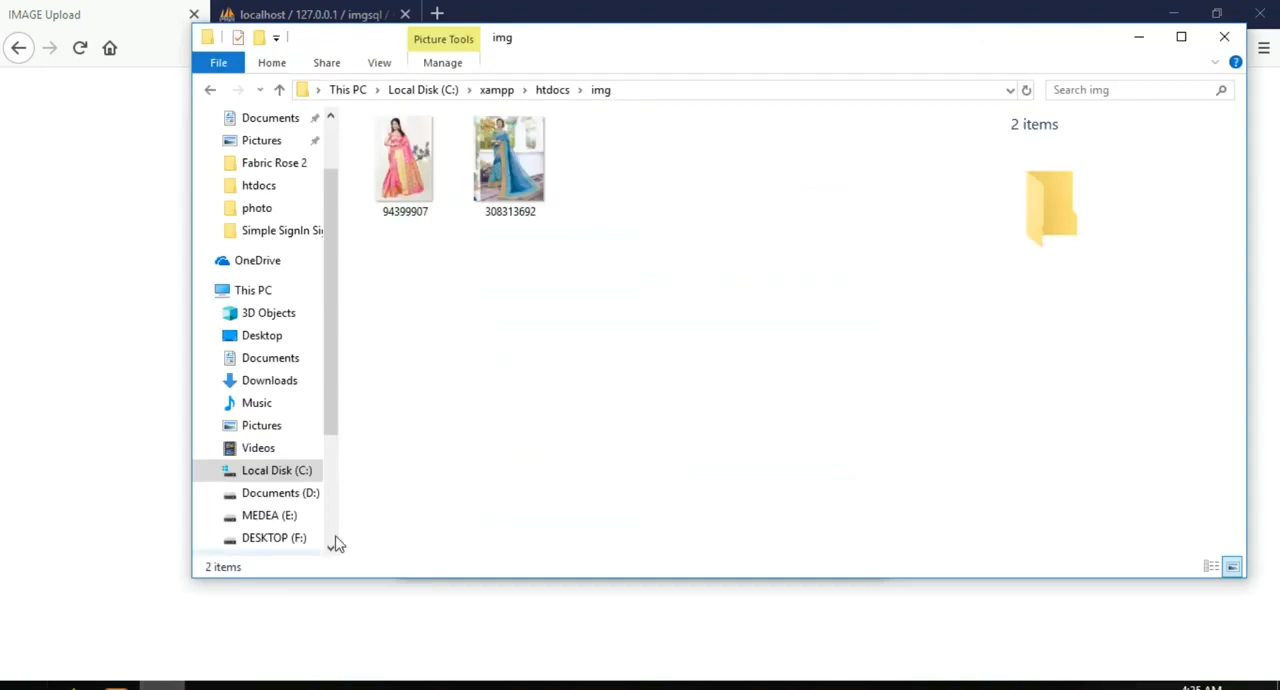 IMAGE Upload
localhost / 127.0.0.1 / imgsql /
Picture Tools
img
File
Home
Share
View
Manage
This PC
Local Disk (C:)
xampp
htdocs
img
Search img
Documents
Pictures
Fabric Rose 2
htdocs
photo
Simple SignIn Si
OneDrive
This PC
3D Objects
Desktop
Documents
Downloads
Music
Pictures
Videos
Local Disk (C:)
Documents (D:)
MEDEA (E:)
DESKTOP (F:)
94399907
308313692
2 items
2 items
4:25 AM